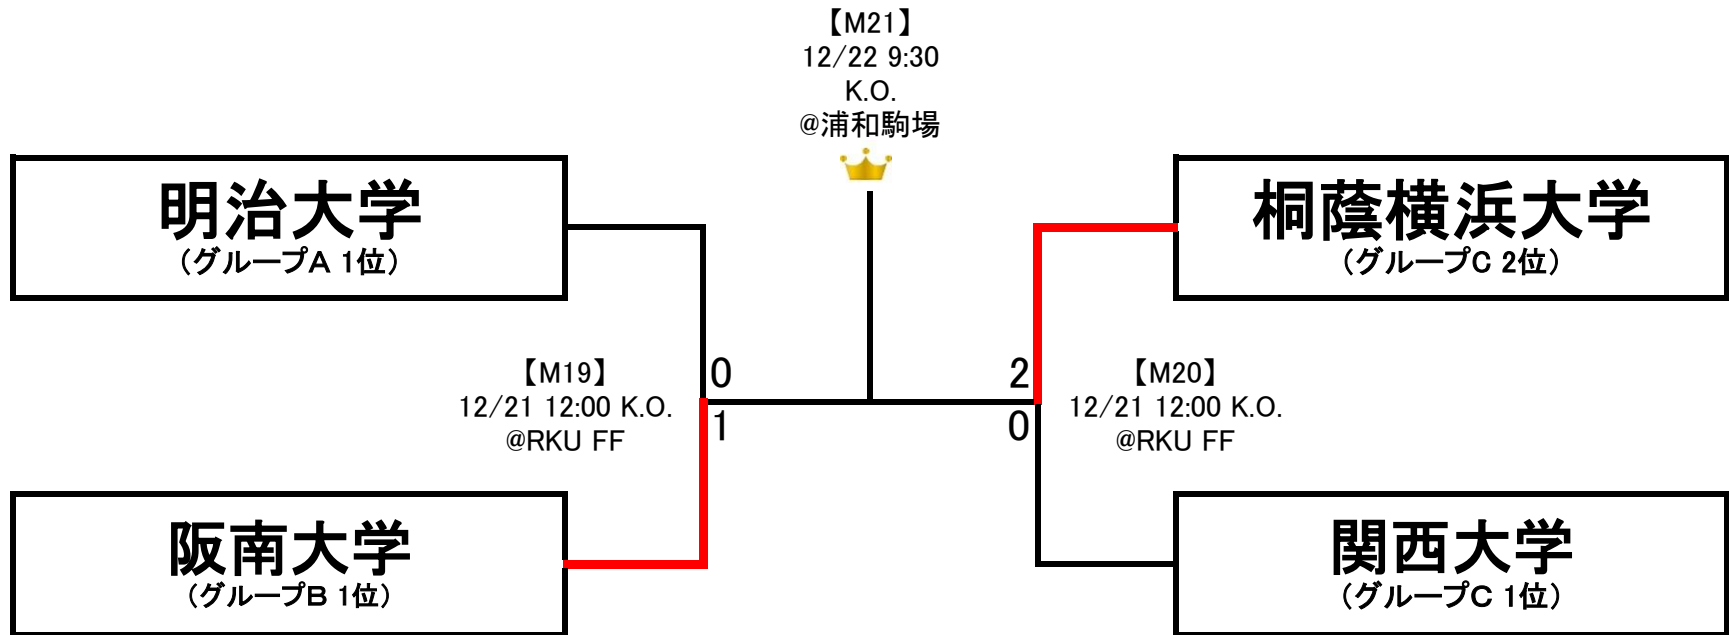 【M21】
12/22 9:30
K.O.
@浦和駒場
明治大学
(グループA 1位)
桐蔭横浜大学
(グループC 2位)
【M19】
12/21 12:00 K.O.
@RKU FF
0
1
2
0
【M20】
12/21 12:00 K.O.
@RKU FF
阪南大学
(グループB 1位)
関西大学
(グループC 1位)